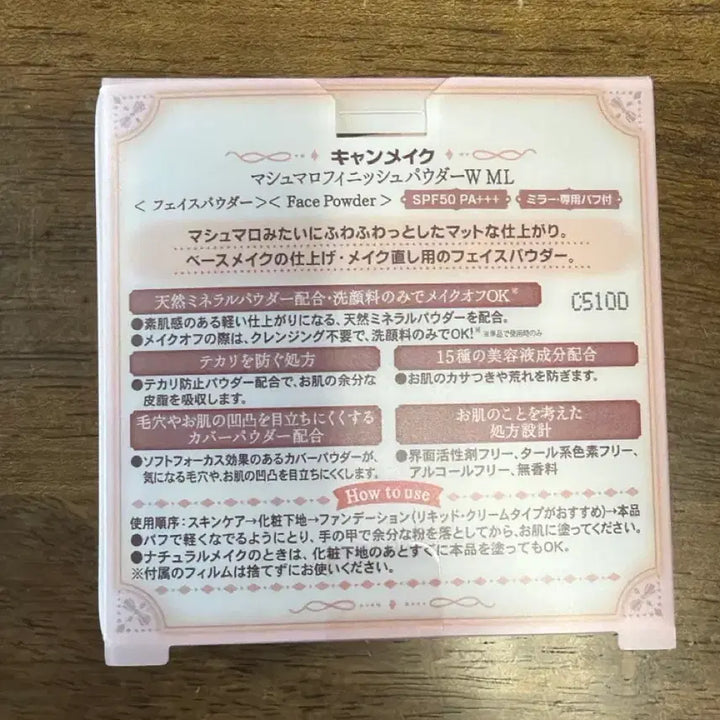 キャンメイク
マシュマロフィニッシュパウダーW ML
＜フェイスパウダー＞＜Face Powder＞ SPF50 PA+++ ミラー・専用パフ付
マシュマロみたいにふわふわっとしたマットな仕上がり。
ベースメイクの仕上げ・メイク直し用のフェイスパウダー。
天然ミネラルパウダー配合・洗顔料のみでメイクオフOK※
C510D
●素肌感のある軽い仕上がりになる、天然ミネラルパウダーを配合。
●メイクオフの際は、クレンジング不要で、洗顔料のみでOK!※ ※単品で使用時のみ
テカリを防ぐ処方
●テカリ防止パウダー配合で、お肌の余分な
皮脂を吸収します。
15種の美容液成分配合
●お肌のカサつきや荒れを防ぎます。
毛穴やお肌の凹凸を目立ちにくくする
カバーパウダー配合
●ソフトフォーカス効果のあるカバーパウダーが、
気になる毛穴や、お肌の凹凸を目立ちにくくします。
お肌のことを考えた
処方設計
●界面活性剤フリー、タール系色素フリー、
アルコールフリー、無香料
How to use
使用順序：スキンケア→化粧下地→ファンデーション（リキッド・クリームタイプがおすすめ）→本品
●パフで軽くなでるようにとり、手の甲で余分な粉を落としてから、お肌に塗ってください。
●ナチュラルメイクのときは、化粧下地のあとすぐに本品を塗ってもOK。
※付属のフィルムは捨てずにお使いください。